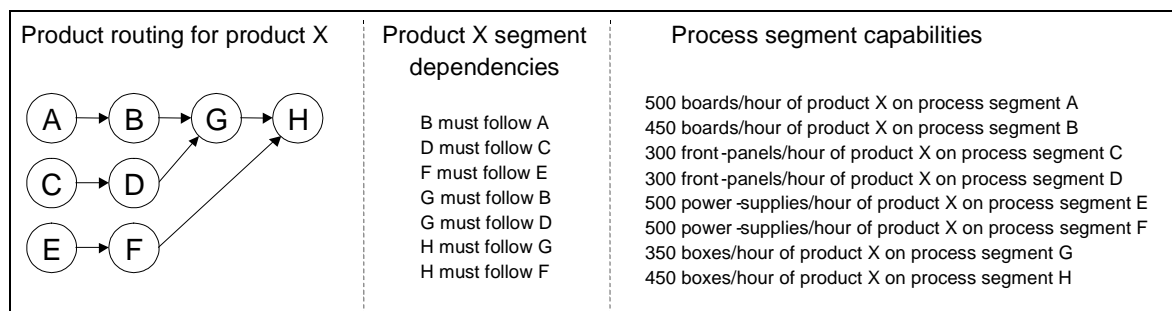 Product routing for product X
A
B
G
H
C
D
E
F
Product X segment
dependencies
B must follow A
D must follow C
F must follow E
G must follow B
G must follow D
H must follow G
H must follow F
Process segment capabilities
500 boards/hour of product X on process segment A
450 boards/hour of product X on process segment B
300 front-panels/hour of product X on process segment C
300 front-panels/hour of product X on process segment D
500 power-supplies/hour of product X on process segment E
500 power-supplies/hour of product X on process segment F
350 boxes/hour of product X on process segment G
450 boxes/hour of product X on process segment H